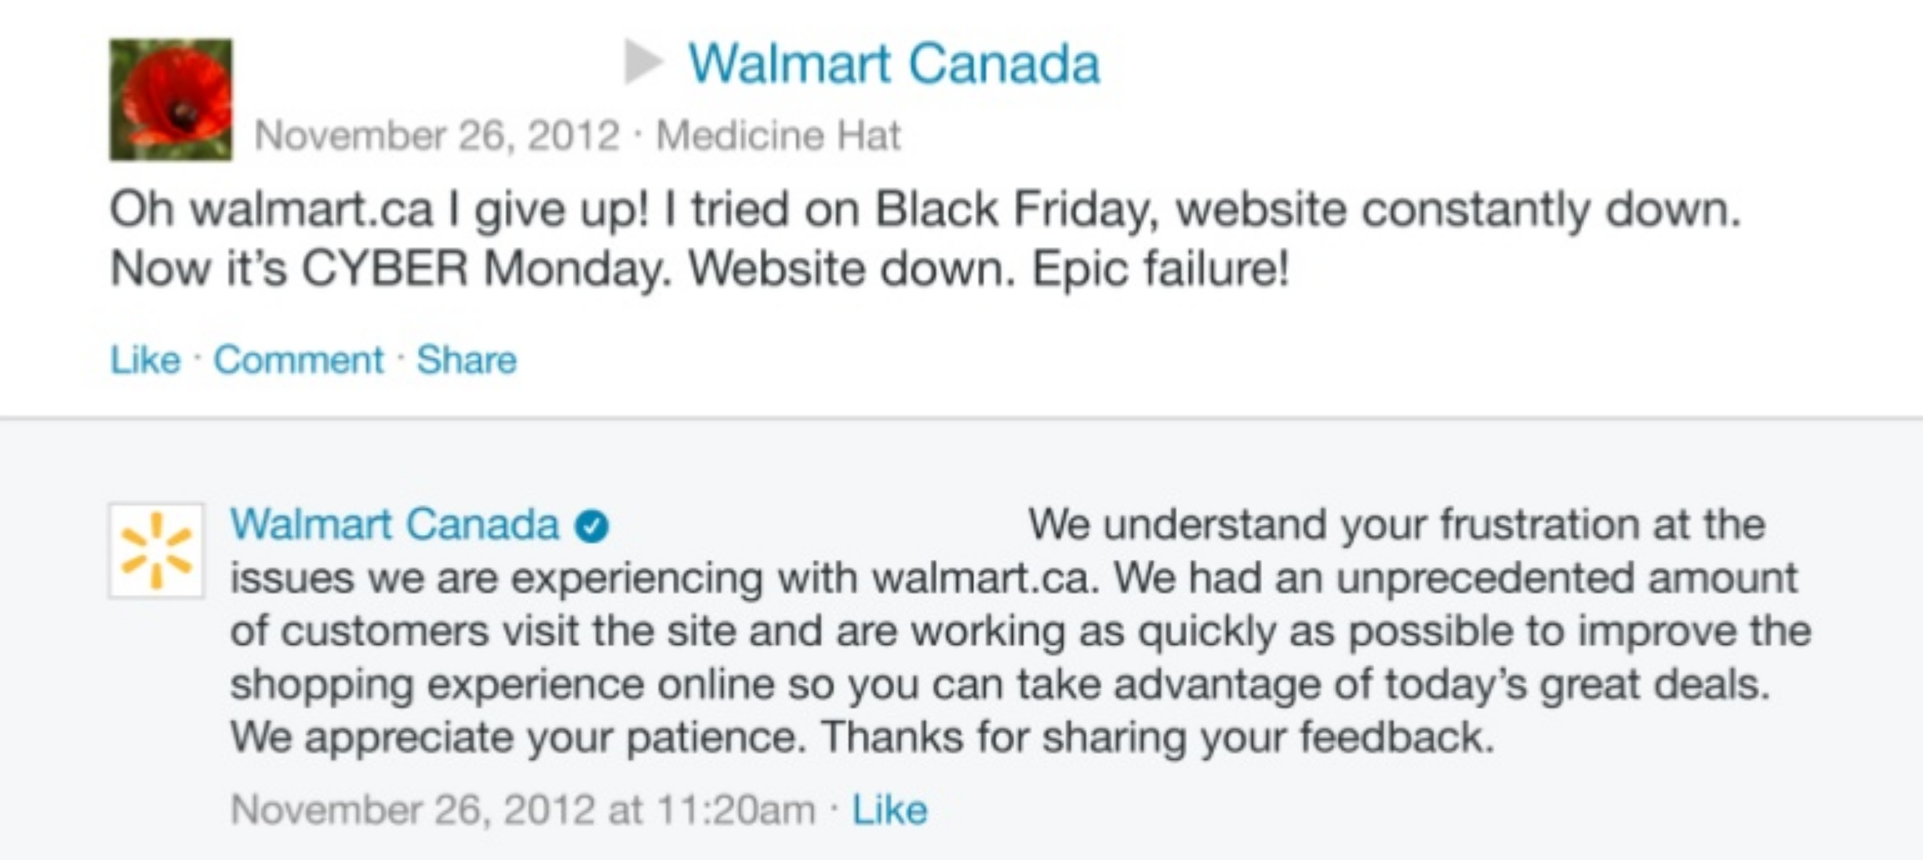 Walmart Canada
November 26, 2012 · Medicine Hat
Oh walmart.ca I give up! I tried on Black Friday, website constantly down.
Now it’s CYBER Monday. Website down. Epic failure!
Like · Comment · Share
Walmart Canada We understand your frustration at the
issues we are experiencing with walmart.ca. We had an unprecedented amount
of customers visit the site and are working as quickly as possible to improve the
shopping experience online so you can take advantage of today’s great deals.
We appreciate your patience. Thanks for sharing your feedback.
November 26, 2012 at 11:20am · Like